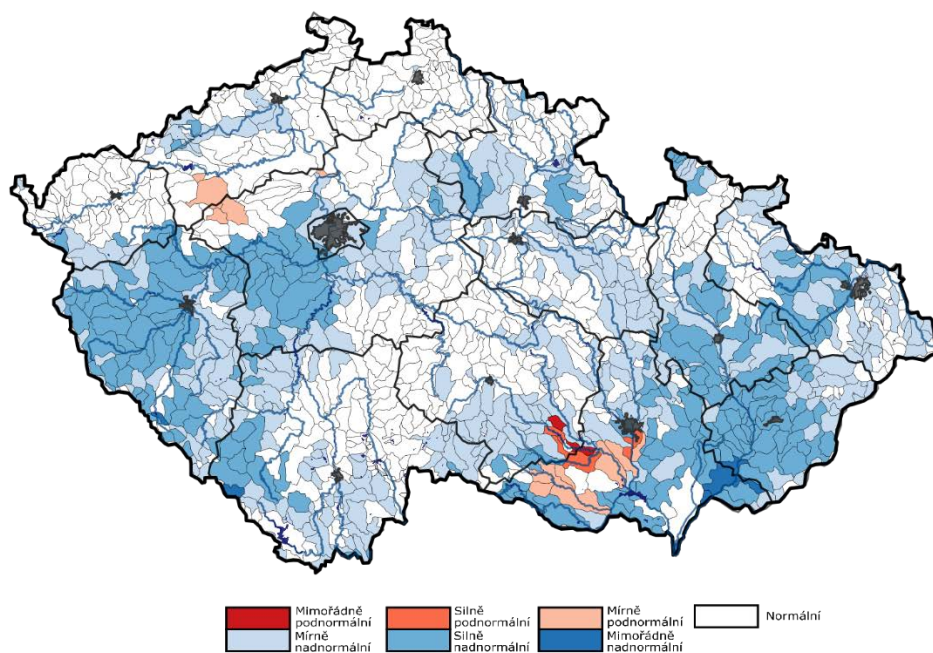 Mimořádně
podnormální
Silně
podnormální
Mírně
podnormální
Normální
Mírně
nadnormální
Silně
nadnormální
Mimořádně
nadnormální